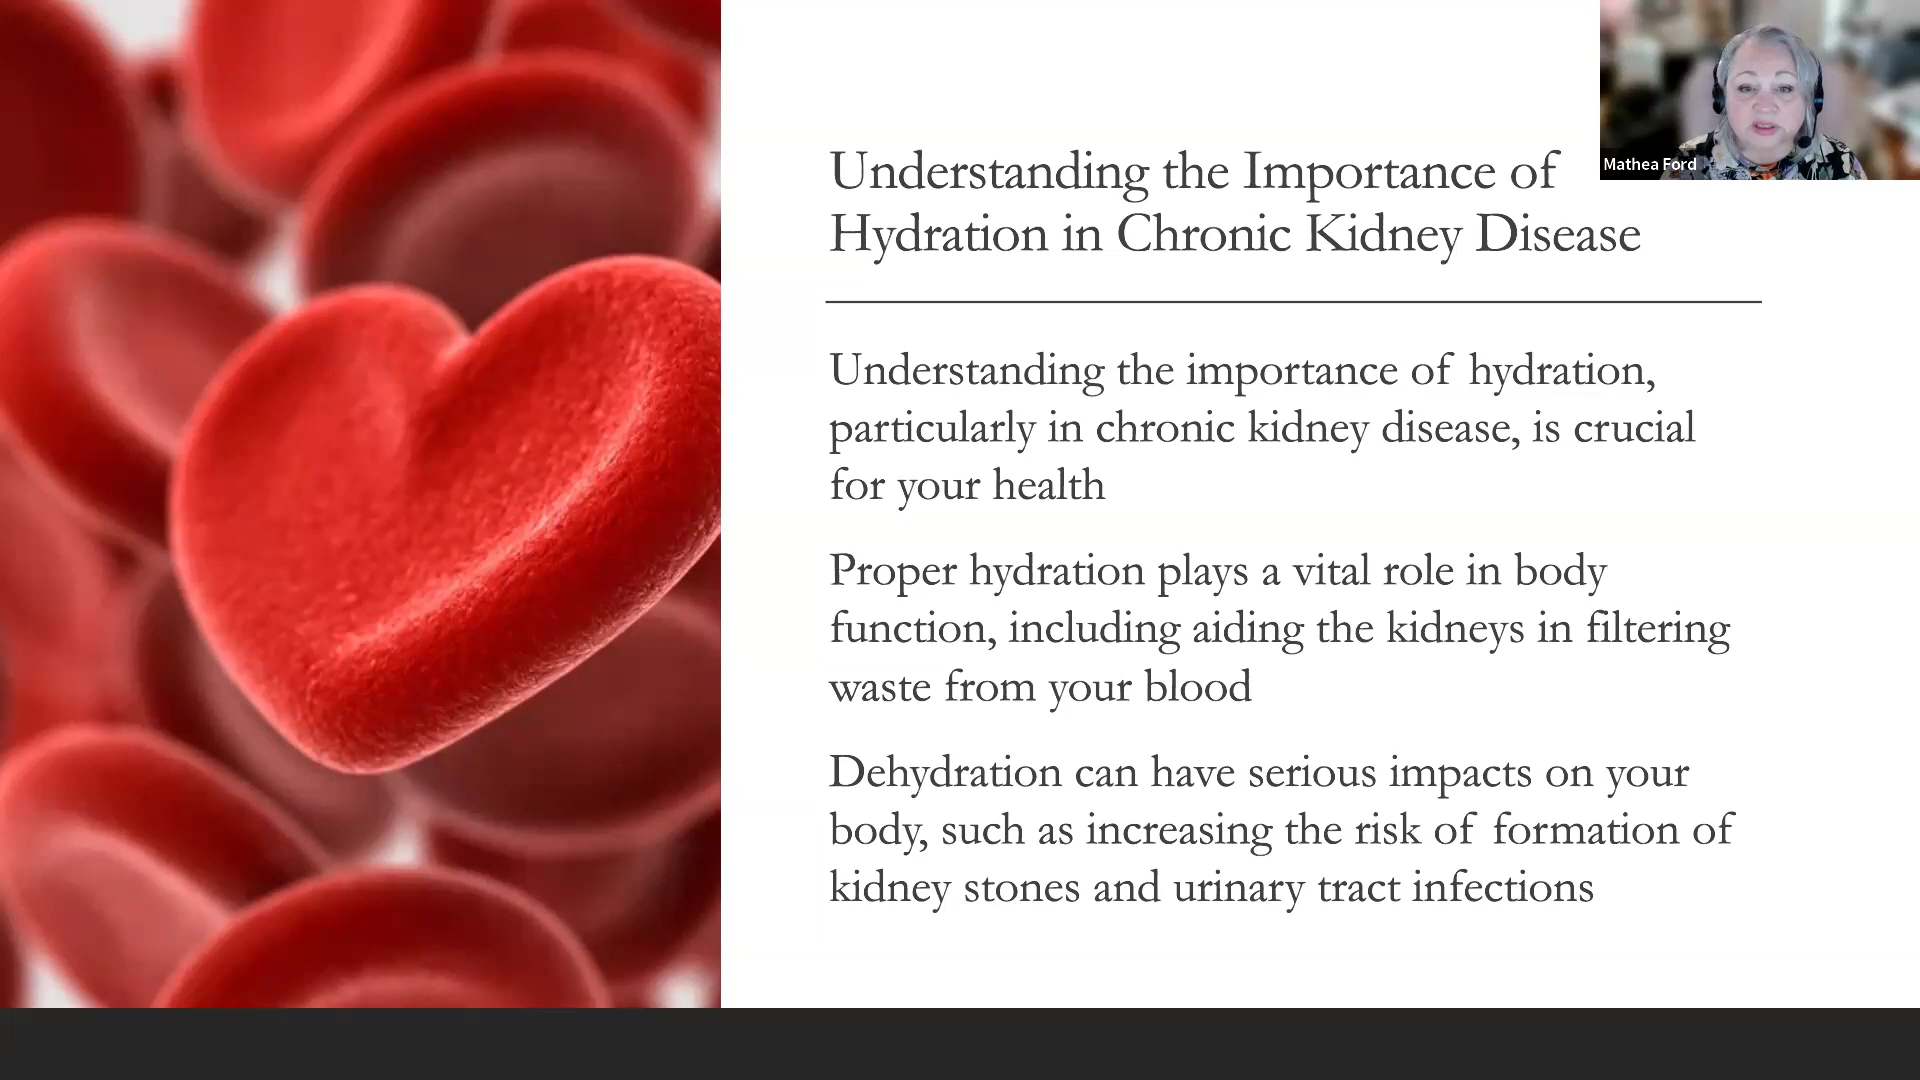 Mathea Ford
Understanding the Importance of
Hydration in Chronic Kidney Disease
Understanding the importance of hydration,
particularly in chronic kidney disease, is crucial
for your health
Proper hydration plays a vital role in body
function, including aiding the kidneys in filtering
waste from your blood
Dehydration can have serious impacts on your
body, such as increasing the risk of formation of
kidney stones and urinary tract infections